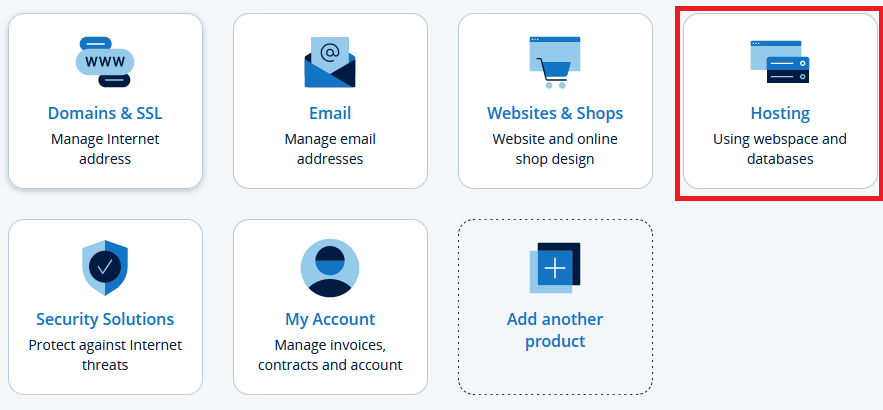 WWW
Domains & SSL
Manage Internet
address
@
Email
Manage email
addresses
Websites & Shops
Website and online
shop design
Hosting
Using webspace and
databases
Security Solutions
Protect against Internet
threats
My Account
Manage invoices,
contracts and account
Add another
product